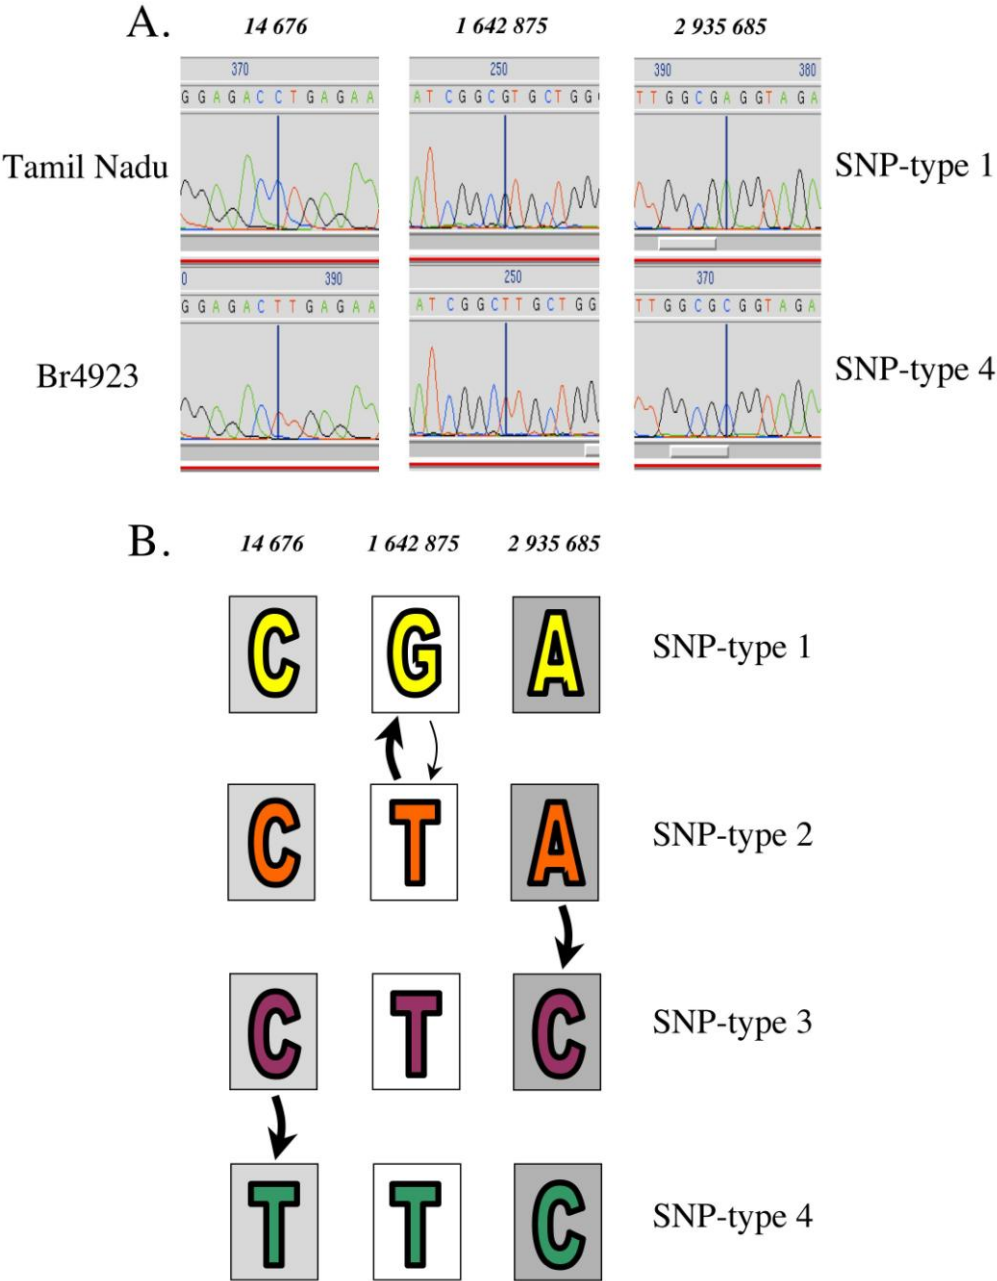 A. 14 676 1 642 875 2 935 685
370 250 390 380
G G A G A C C T G A G A A A T C G G C G T G C T G G T T G G C G A G G T A G A
Tamil Nadu SNP-type 1
0 390 250 370
G G A G A C T T G A G A A A T C G G C T T G C T G G T T G G C G C G G T A G A
Br4923 SNP-type 4
B. 14 676 1 642 875 2 935 685
C G A SNP-type 1
C T A SNP-type 2
C T C SNP-type 3
T T C SNP-type 4